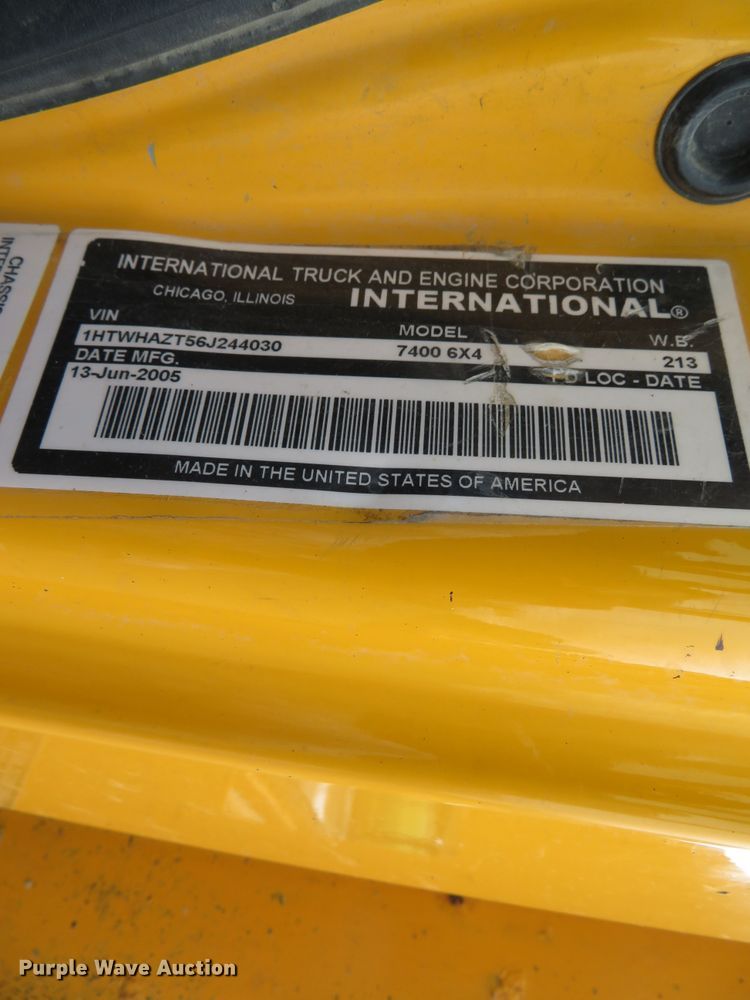 CHASSIS
INTERNATIONAL TRUCK AND ENGINE CORPORATION
CHICAGO, ILLINOIS INTERNATIONAL®
VIN MODEL W.B.
1HTWHAZT56J244030 7400 6X4 213
DATE MFG. LOC - DATE
13-Jun-2005
MADE IN THE UNITED STATES OF AMERICA
Purple Wave Auction